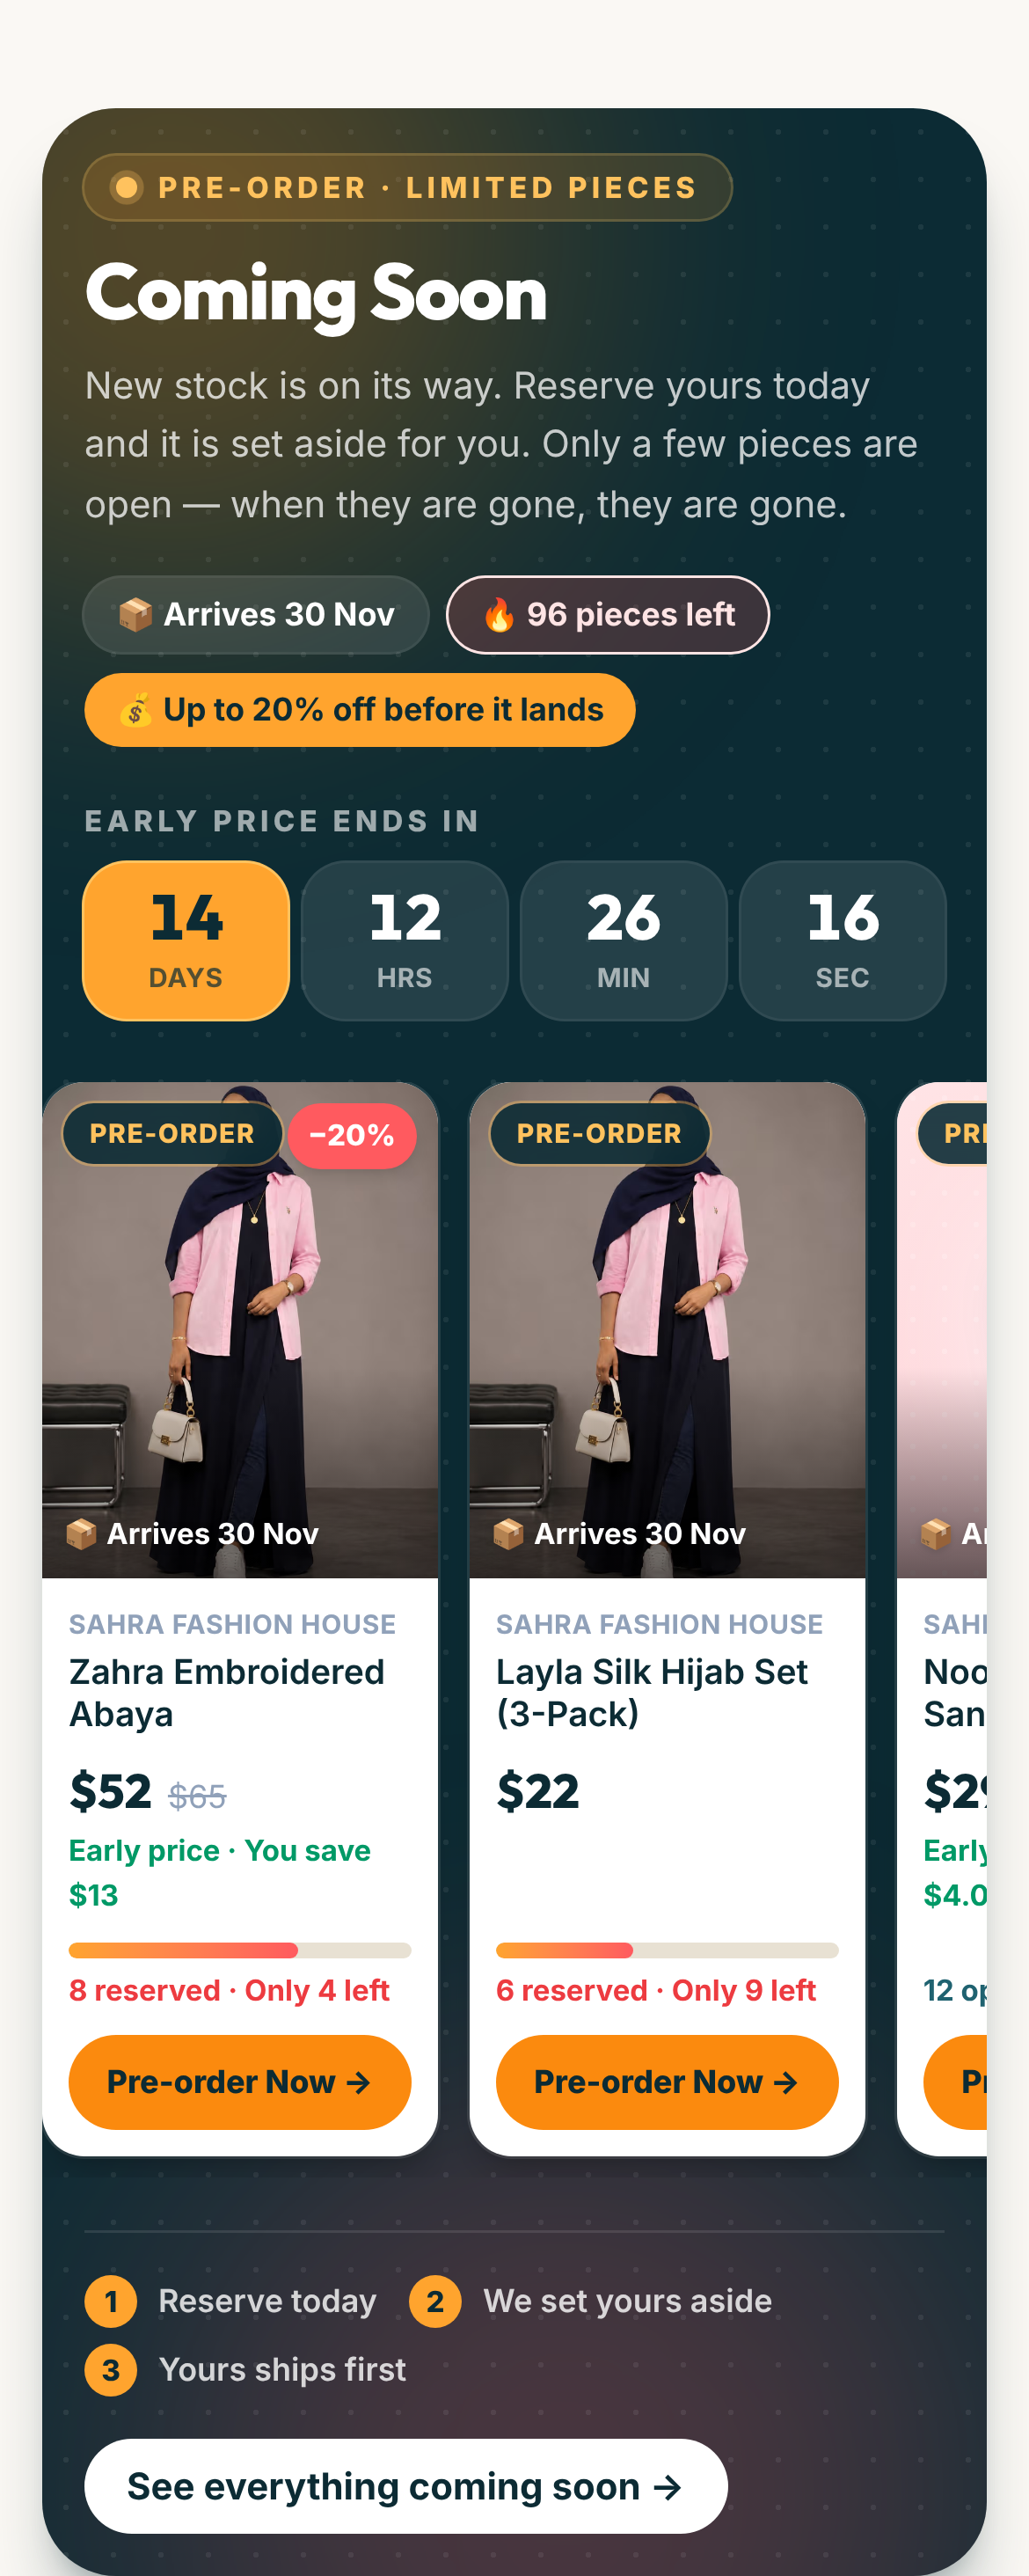 PRE-ORDER · LIMITED PIECES
Coming Soon
New stock is on its way. Reserve yours today
and it is set aside for you. Only a few pieces are
open — when they are gone, they are gone.
📦 Arrives 30 Nov
🔥 96 pieces left
💰 Up to 20% off before it lands
EARLY PRICE ENDS IN
14 12 26 16
DAYS HRS MIN SEC
PRE-ORDER
−20%
📦 Arrives 30 Nov
SAHRA FASHION HOUSE
Zahra Embroidered
Abaya
$52 $65
Early price · You save
$13
8 reserved · Only 4 left
Pre-order Now →
PRE-ORDER
📦 Arrives 30 Nov
SAHRA FASHION HOUSE
Layla Silk Hijab Set
(3-Pack)
$22
6 reserved · Only 9 left
Pre-order Now →
Early
12
1 Reserve today 2 We set yours aside
3 Yours ships first
See everything coming soon →